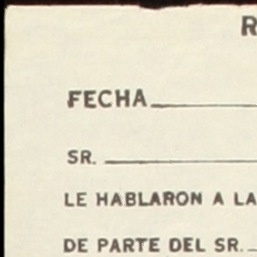 R
FECHA
SR.
LE HABLARON A LA
DE PARTE DEL SR.